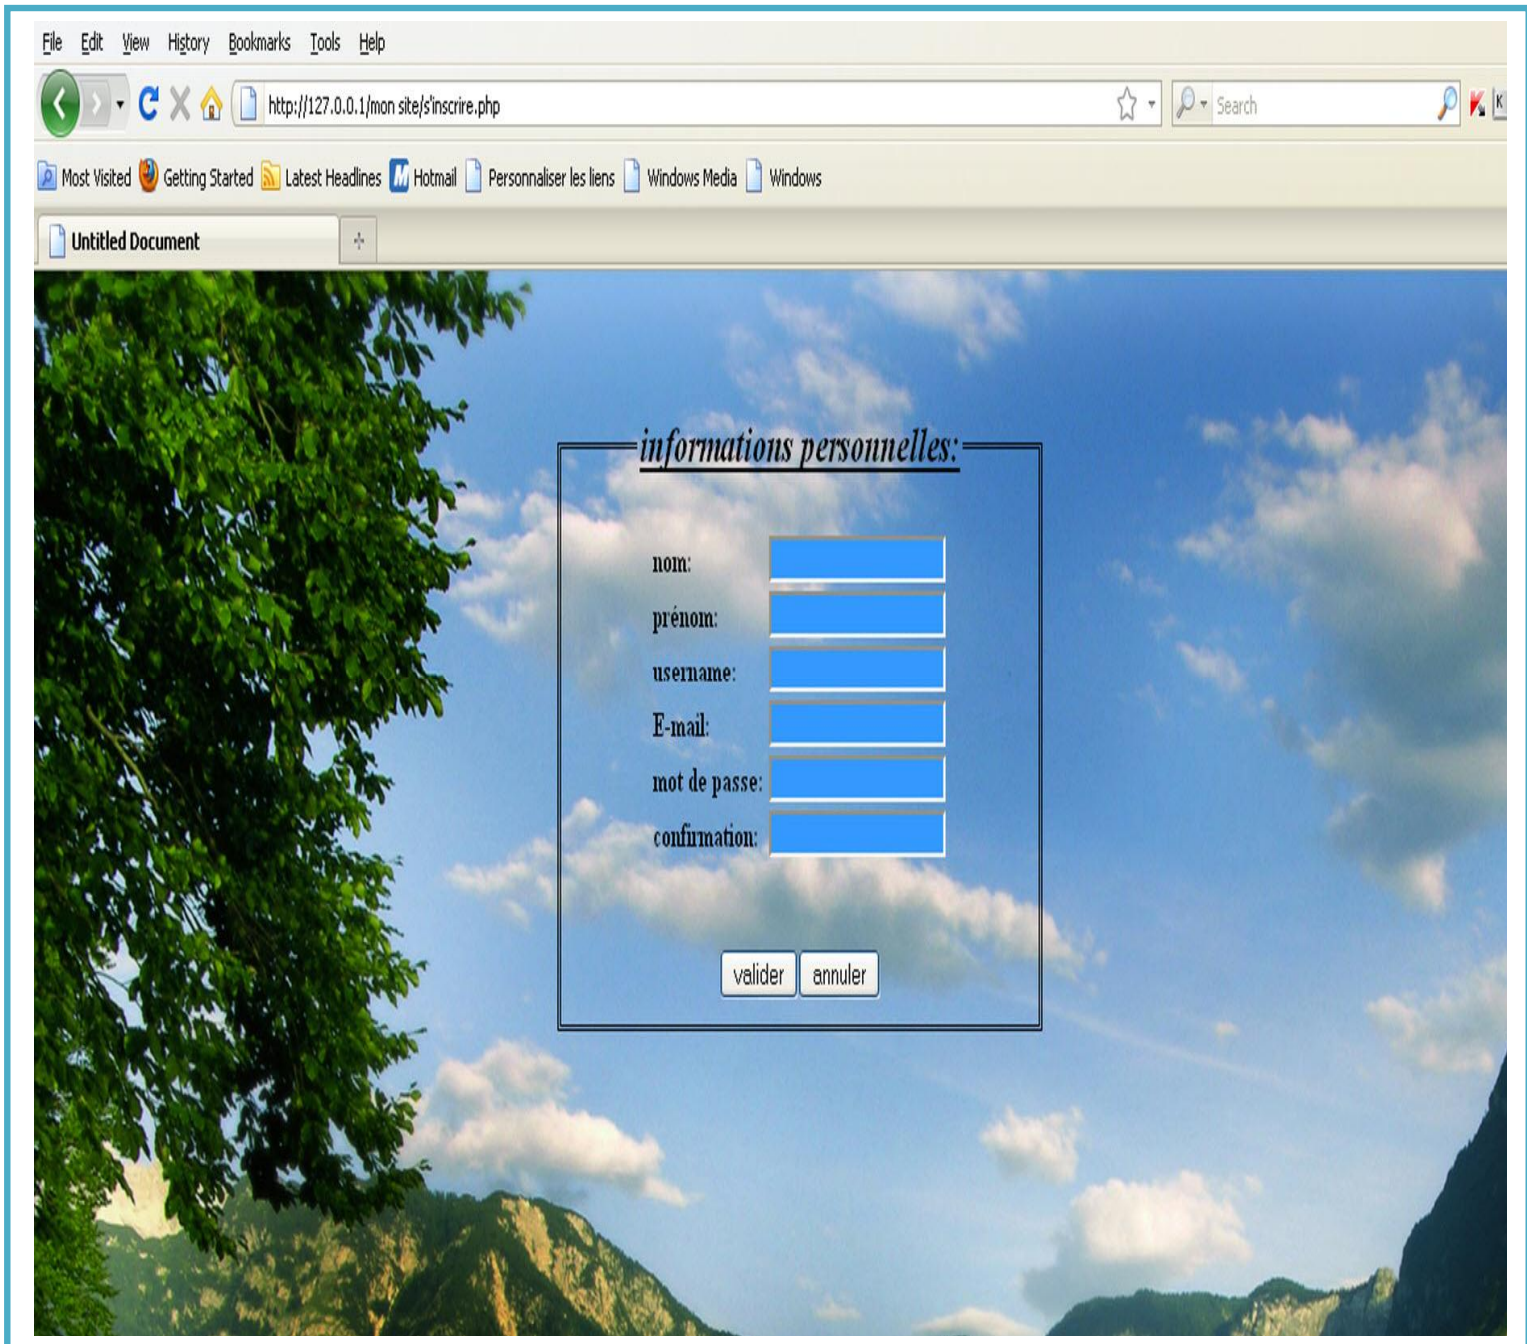 File Edit View History Bookmarks Tools Help
http://127.0.0.1/mon site/s'inscrire.php
Search
K
Most Visited Getting Started Latest Headlines Hotmail Personnaliser les liens Windows Media Windows
Untitled Document
informations personnelles:
nom:
prénom:
username:
E-mail:
mot de passe:
confirmation:
valider annuler